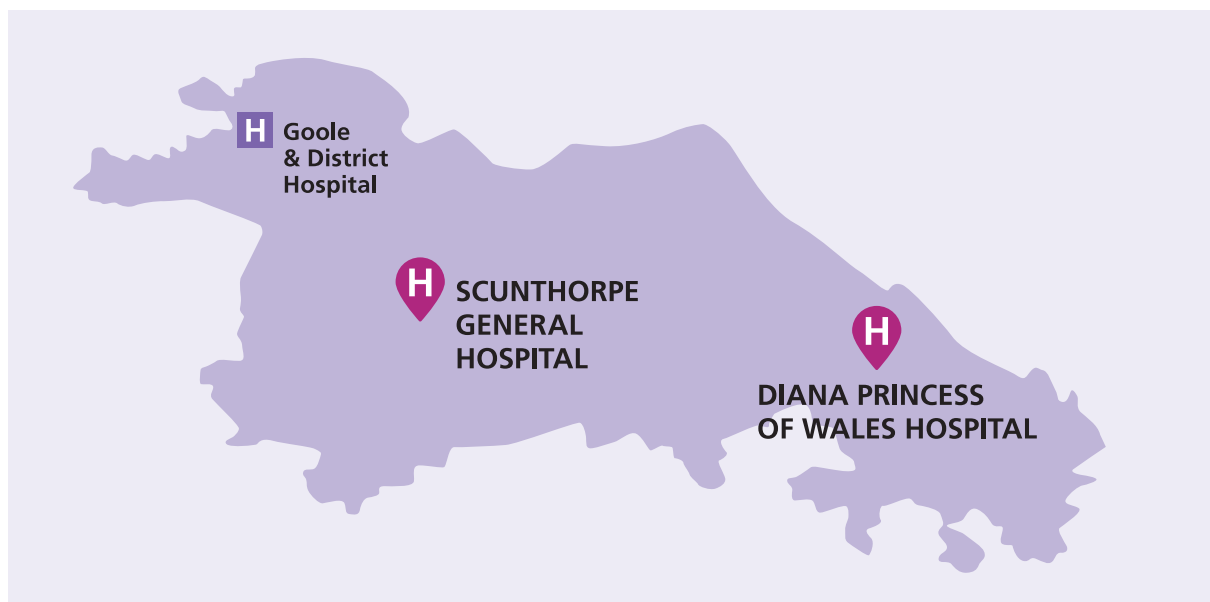 H
Goole
& District
Hospital
H
SCUNTHORPE
GENERAL
HOSPITAL
H
DIANA PRINCESS
OF WALES HOSPITAL